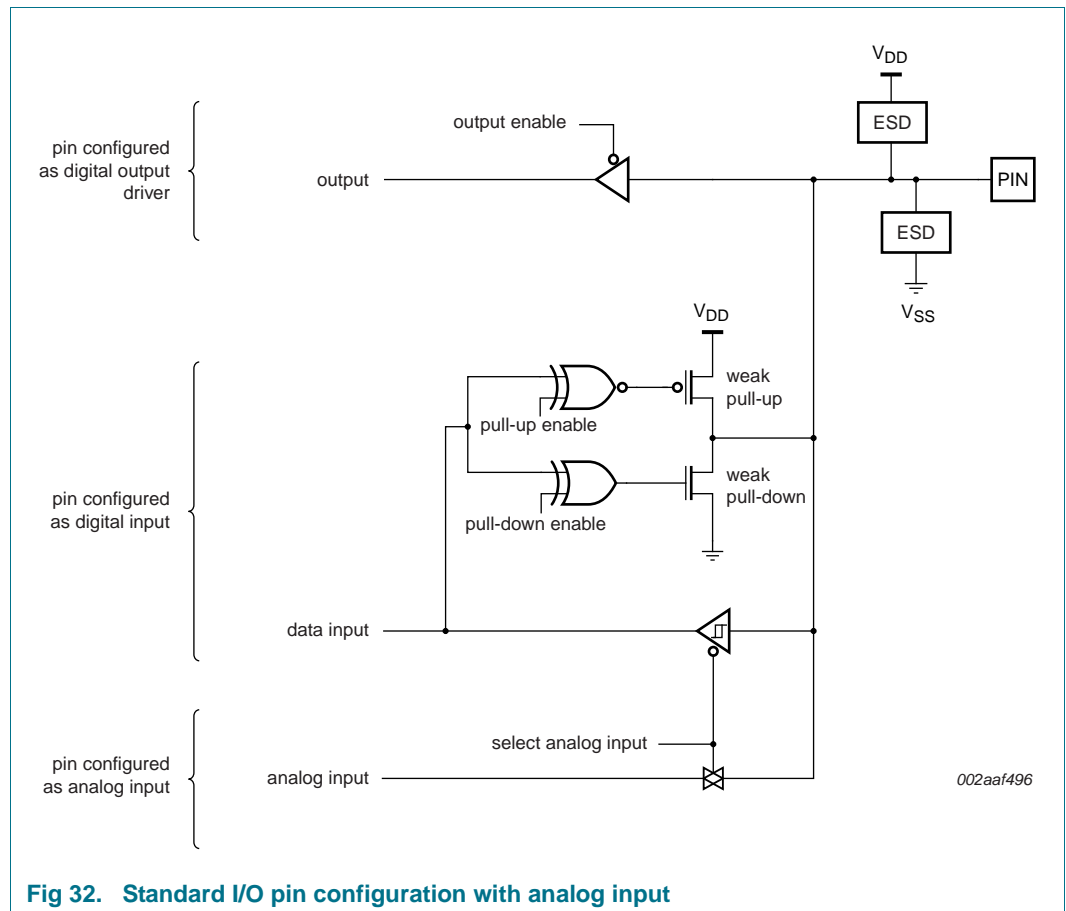 VDD
ESD
output enable
pin configured
as digital output
driver
output
PIN
ESD
VSS
VDD
weak
pull-up
pull-up enable
weak
pull-down
pin configured
as digital input
pull-down enable
data input
select analog input
pin configured
as analog input
analog input
002aaf496
Fig 32. Standard I/O pin configuration with analog input